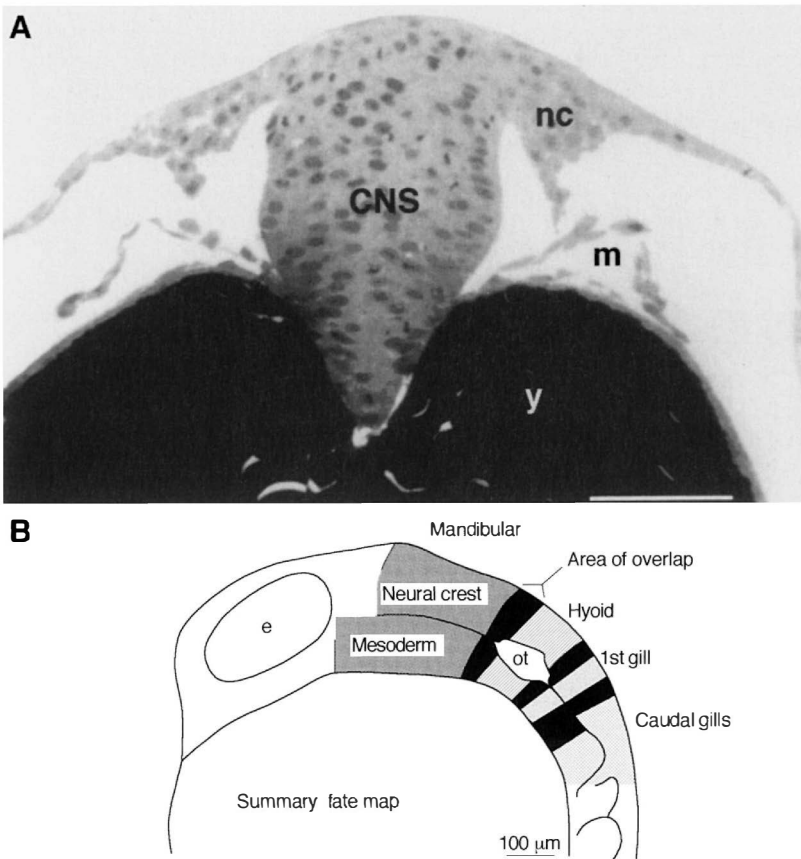 A
nc
CNS
m
y
B
Mandibular
Area of overlap
Neural crest
Hyoid
e
Mesoderm
ot
1st gill
Caudal gills
Summary fate map
100 µm